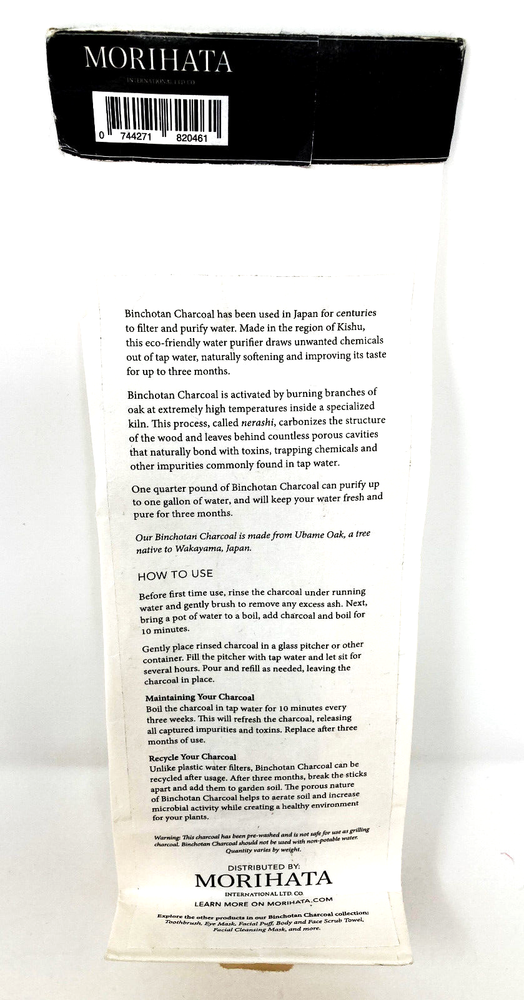 MORIHATA
INTERNATIONAL LTD. CO.
0 744271 820461
Binchotan Charcoal has been used in Japan for centuries
to filter and purify water. Made in the region of Kishu,
this eco-friendly water purifier draws unwanted chemicals
out of tap water, naturally softening and improving its taste
for up to three months.
Binchotan Charcoal is activated by burning branches of
oak at extremely high temperatures inside a specialized
kiln. This process, called nerashi, carbonizes the structure
of the wood and leaves behind countless porous cavities
that naturally bond with toxins, trapping chemicals and
other impurities commonly found in tap water.
One quarter pound of Binchotan Charcoal can purify up
to one gallon of water, and will keep your water fresh and
pure for three months.
Our Binchotan Charcoal is made from Ubame Oak, a tree
native to Wakayama, Japan.
HOW TO USE
Before first time use, rinse the charcoal under running
water and gently brush to remove any excess ash. Next,
bring a pot of water to a boil, add charcoal and boil for
10 minutes.
Gently place rinsed charcoal in a glass pitcher or other
container. Fill the pitcher with tap water and let sit for
several hours. Pour and refill as needed, leaving the
charcoal in place.
Maintaining Your Charcoal
Boil the charcoal in tap water for 10 minutes every
three weeks. This will refresh the charcoal, releasing
all captured impurities and toxins. Replace after three
months of use.
Recycle Your Charcoal
Unlike plastic water filters, Binchotan Charcoal can be
recycled after usage. After three months, break the sticks
apart and add them to garden soil. The porous nature
of Binchotan Charcoal helps to aerate soil and increase
microbial activity while creating a healthy environment
for your plants.
Warning: This charcoal has been pre-washed and is not safe for use as grilling
charcoal. Binchotan Charcoal should not be used with non-potable water.
Quantity varies by weight.
DISTRIBUTED BY:
MORIHATA
INTERNATIONAL LTD. CO.
LEARN MORE ON MORIHATA.COM
Explore the other products in our Binchotan Charcoal collection:
Toothbrush, Eye Mask, Facial Puff, Body and Face Scrub Towel,
Facial Cleansing Mask, and more.